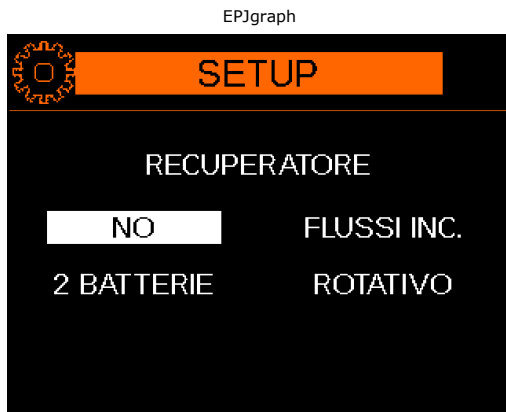 EPJgraph
SETUP
RECUPERATORE
NO FLUSSI INC.
2 BATTERIE ROTATIVO